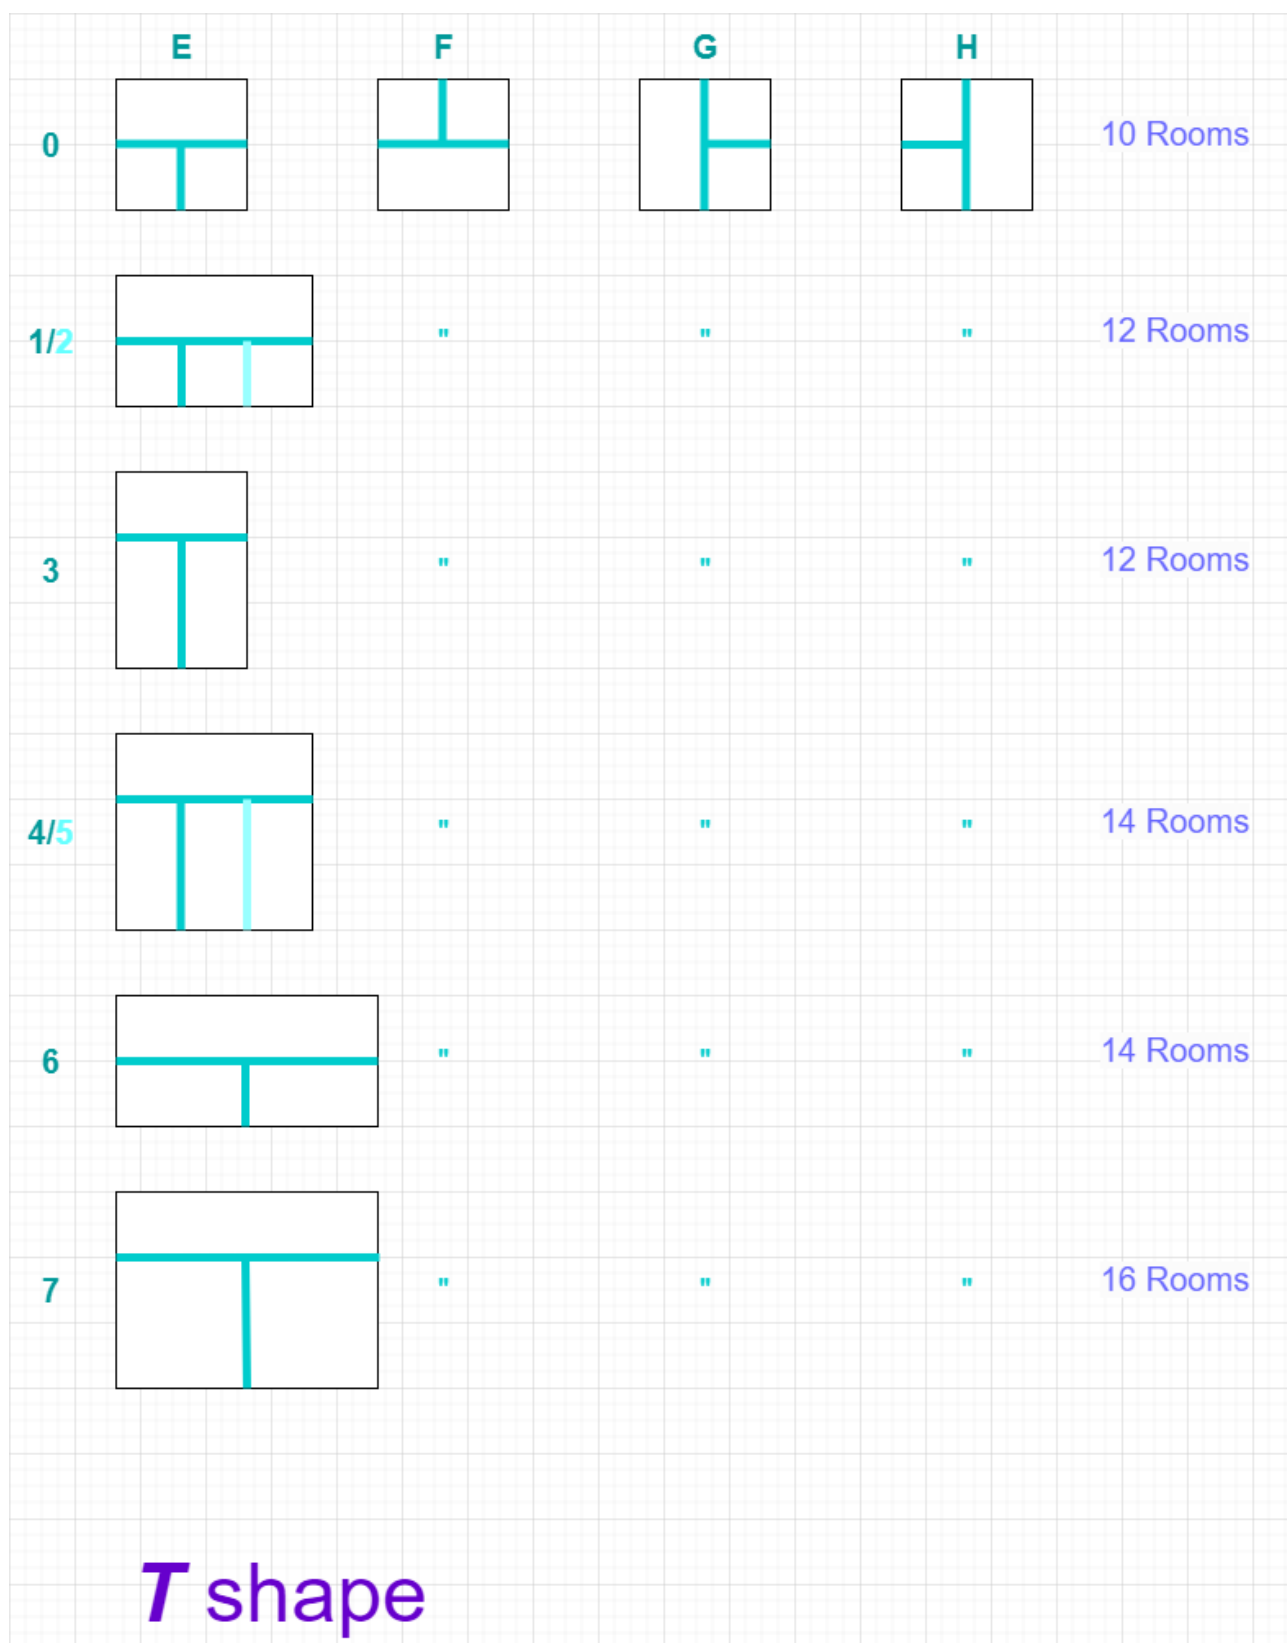 E F G H
0 10 Rooms
1/2 " " " 12 Rooms
3 " " " 12 Rooms
4/5 " " " 14 Rooms
6 " " " 14 Rooms
7 " " " 16 Rooms
T shape